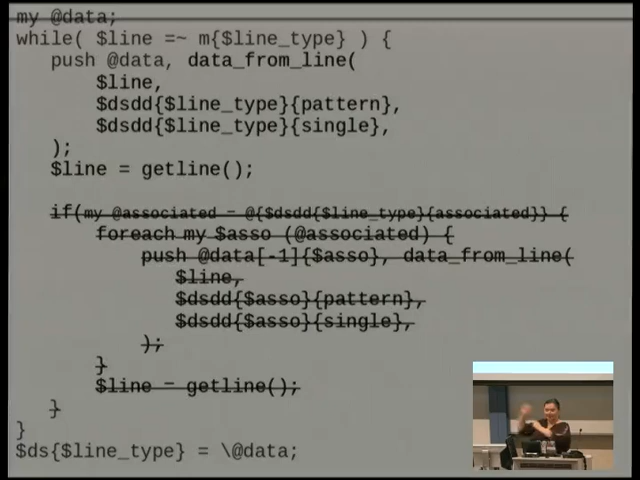 my @data;
while( $line =~ m{$line_type} ) {
push @data, data_from_line(
$line,
$dsdd{$line_type}{pattern},
$dsdd{$line_type}{single},
);
$line = getline();
if(my @associated = @{$dsdd{$line_type}{associated}} {
foreach my $asso (@associated) {
push @data[-1]{$asso}, data_from_line(
$line,
$dsdd{$asso}{pattern},
$dsdd{$asso}{single},
);
}
$line = getline();
}
}
$ds{$line_type} = \@data;